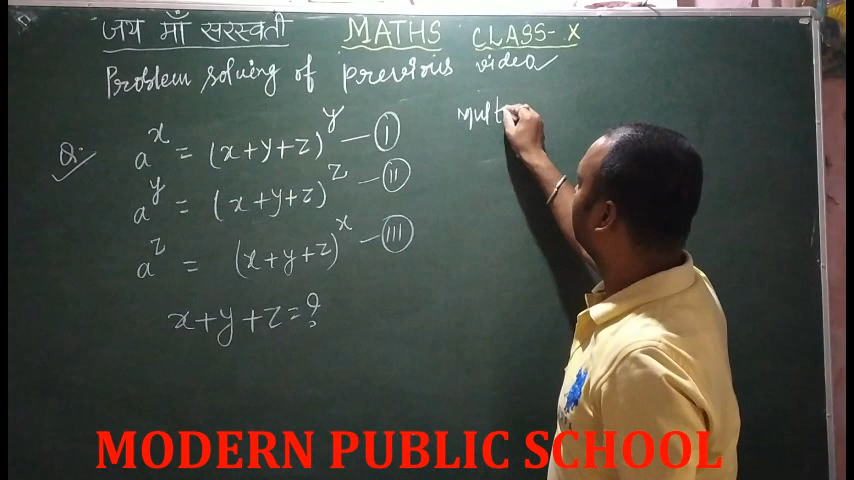 जय माँ सरस्वती MATHS CLASS-X
Problem solving of previous video
Mult
Q. a^x = (x+y+z)^y — (I)
a^y = (x+y+z)^z — (II)
a^z = (x+y+z)^x — (III)
x+y+z=?
MODERN PUBLIC SCHOOL